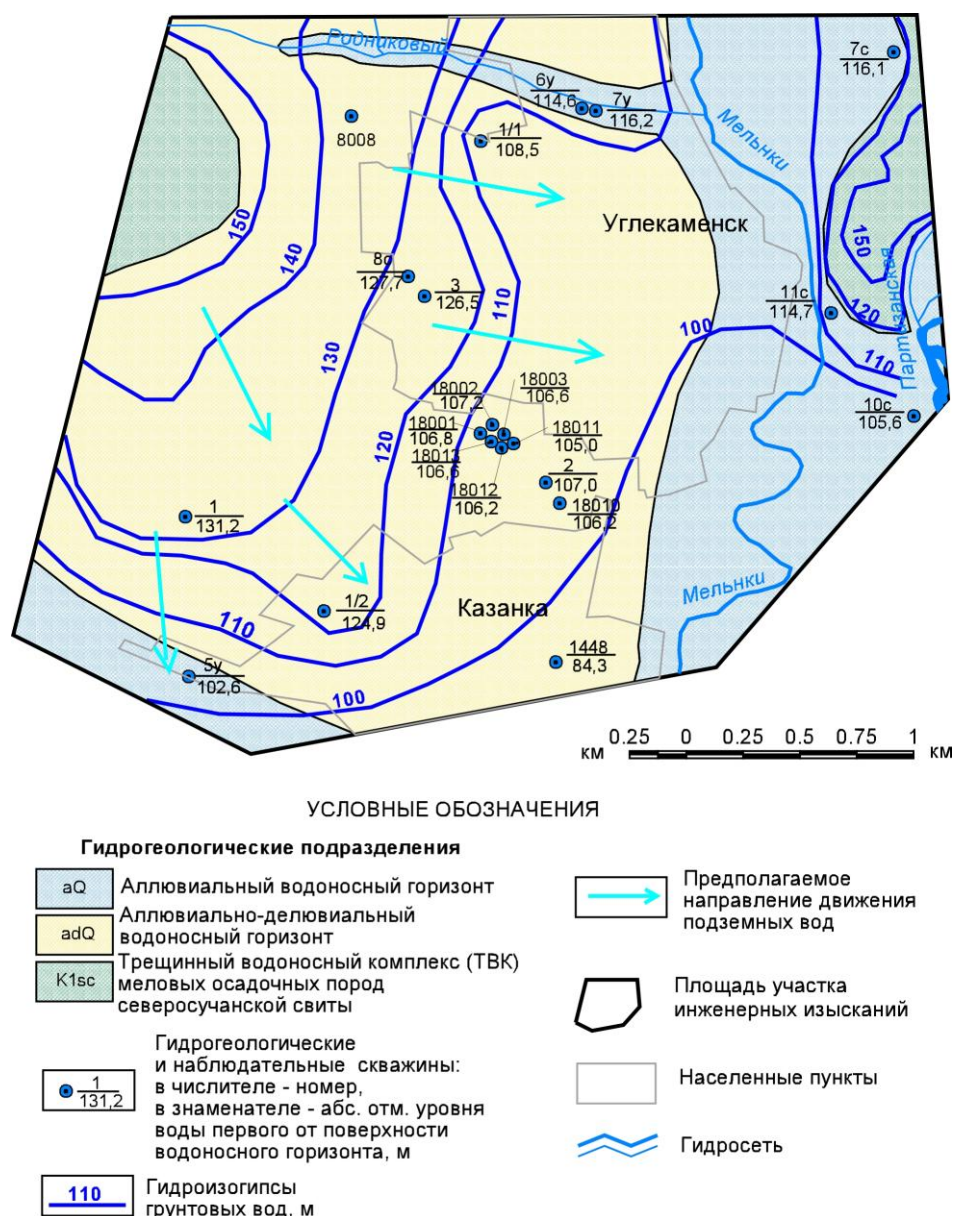 Родниковый
7с
116,1
6у
114,6
7у
116,2
8008
1/1
108,5
Мельнки
Углекаменск
150
140
150
8о
127,7
3
126,5
110
11с
114,7
120
Партизанская
100
130
110
18002
107,2
18003
106,6
10с
105,6
18001
106,8
18011
105,0
120
18013
106,6
2
107,0
18012
106,2
18010
106,2
1
131,2
Мельнки
1/2
124,9
Казанка
110
1448
84,3
5у
102,6
100
0.25 0 0.25 0.5 0.75 1
км км
УСЛОВНЫЕ ОБОЗНАЧЕНИЯ
Гидрогеологические подразделения
aQ Аллювиальный водоносный горизонт
adQ Аллювиально-делювиальный
водоносный горизонт
K1sc Трещинный водоносный комплекс (ТВК)
меловых осадочных пород
северосучанской свиты
1
131,2
Гидрогеологические
и наблюдательные скважины:
в числителе - номер,
в знаменателе - абс. отм. уровня
воды первого от поверхности
водоносного горизонта, м
110 Гидроизогипсы
грунтовых вод, м
Предполагаемое
направление движения
подземных вод
Площадь участка
инженерных изысканий
Населенные пункты
Гидросеть